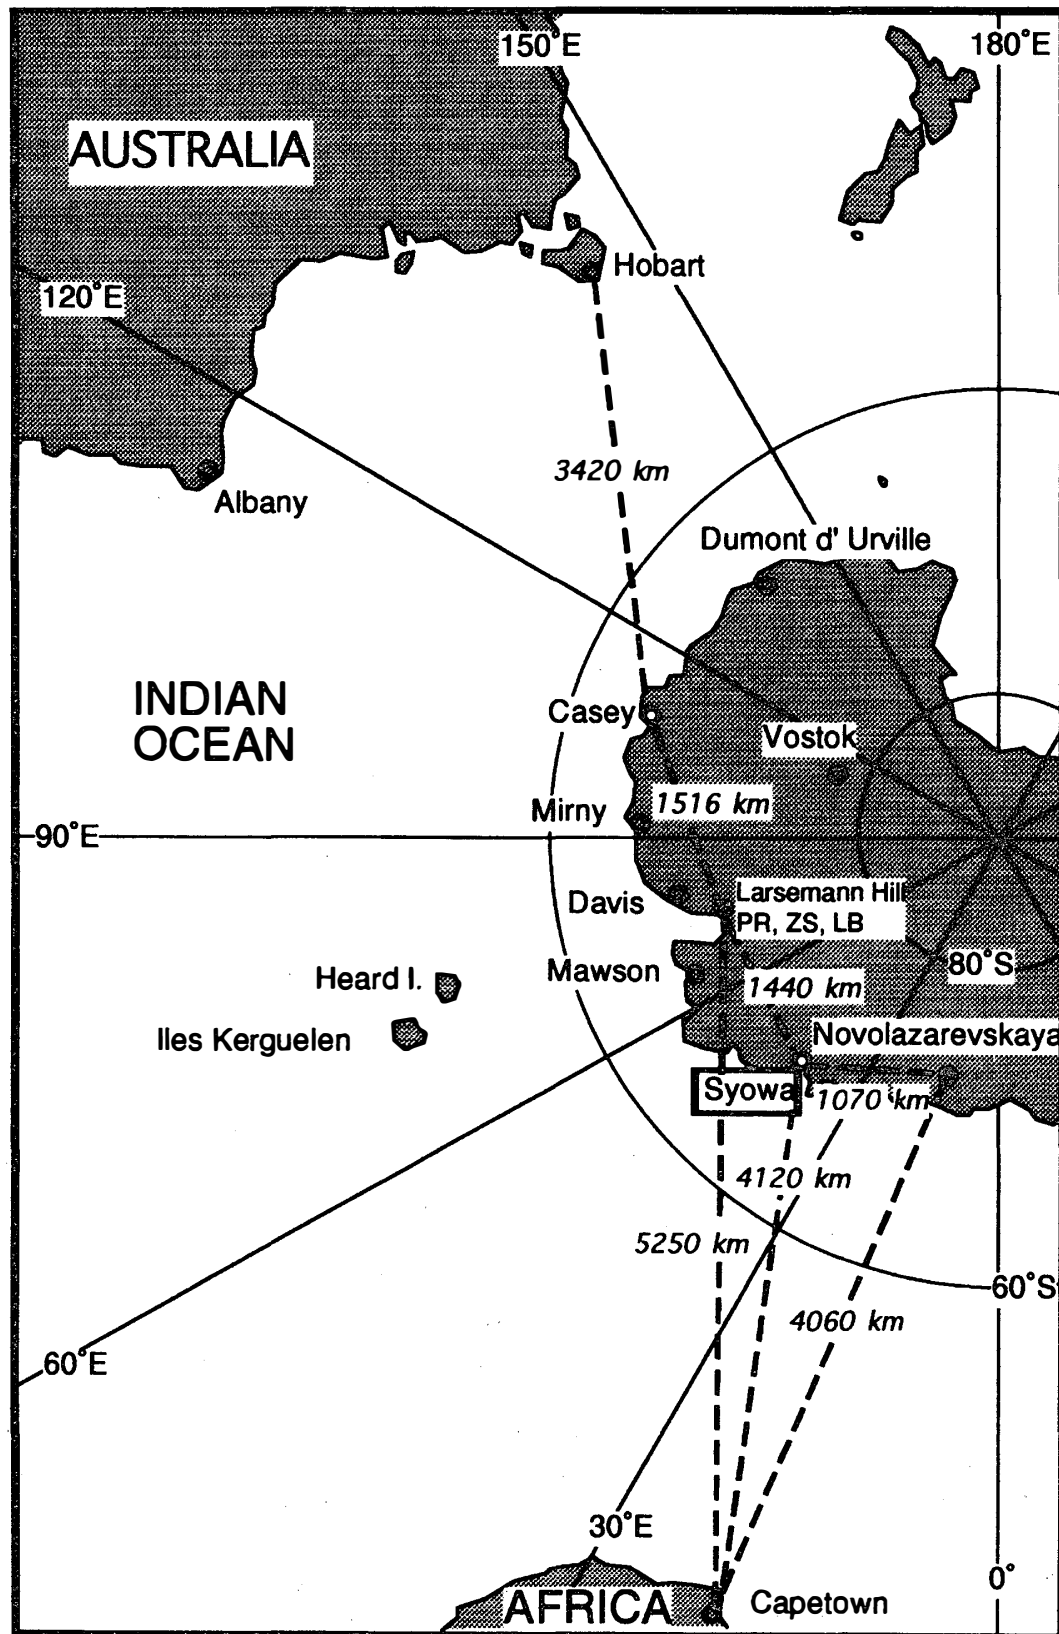 150°E
180°E
AUSTRALIA
Hobart
120°E
3420 km
Albany
Dumont d' Urville
INDIAN
OCEAN
Casey
Vostok
1516 km
Mirny
90°E
Larsemann Hill
PR, ZS, LB
Davis
80°S
Mawson
Heard I.
1440 km
Novolazarevskaya
Iles Kerguelen
Syowa
1070 km
4120 km
5250 km
60°S
4060 km
60°E
30°E
0°
AFRICA
Capetown